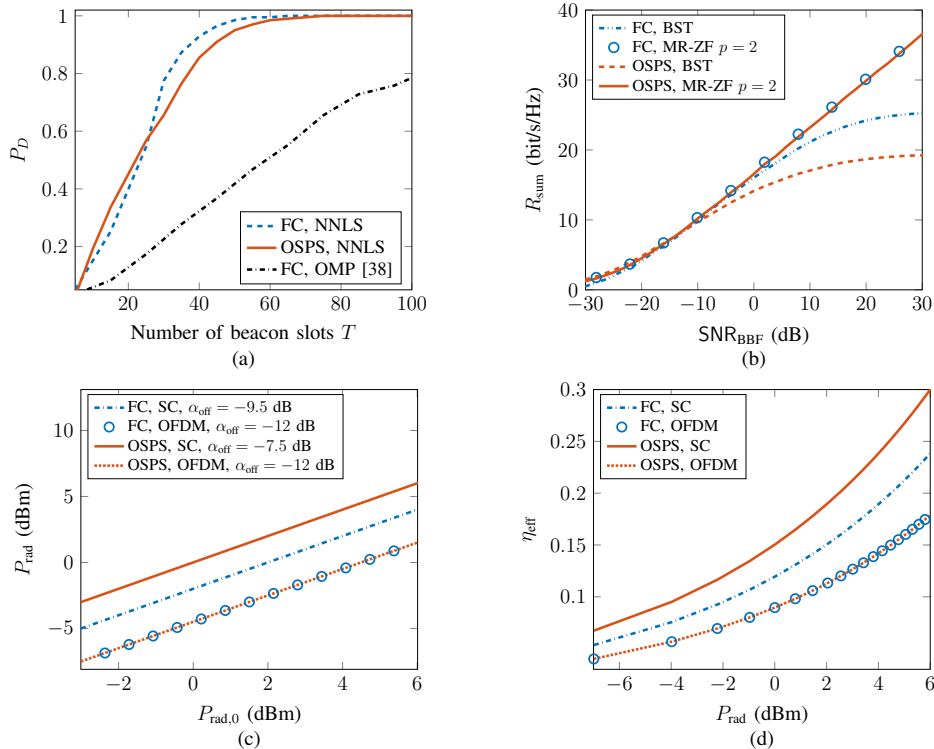 1
0.8
0.6
0.4
0.2
P_D
20 40 60 80 100
Number of beacon slots T
FC, NNLS
OSPS, NNLS
FC, OMP [38]
(a)
40
30
20
10
0
R_sum (bit/s/Hz)
−30 −20 −10 0 10 20 30
SNR_BBF (dB)
FC, BST
FC, MR-ZF p = 2
OSPS, BST
OSPS, MR-ZF p = 2
(b)
10
5
0
−5
P_rad (dBm)
−2 0 2 4 6
P_rad,0 (dBm)
FC, SC, α_off = −9.5 dB
FC, OFDM, α_off = −12 dB
OSPS, SC, α_off = −7.5 dB
OSPS, OFDM, α_off = −12 dB
(c)
0.3
0.25
0.2
0.15
0.1
η_eff
−6 −4 −2 0 2 4 6
P_rad (dBm)
FC, SC
FC, OFDM
OSPS, SC
OSPS, OFDM
(d)